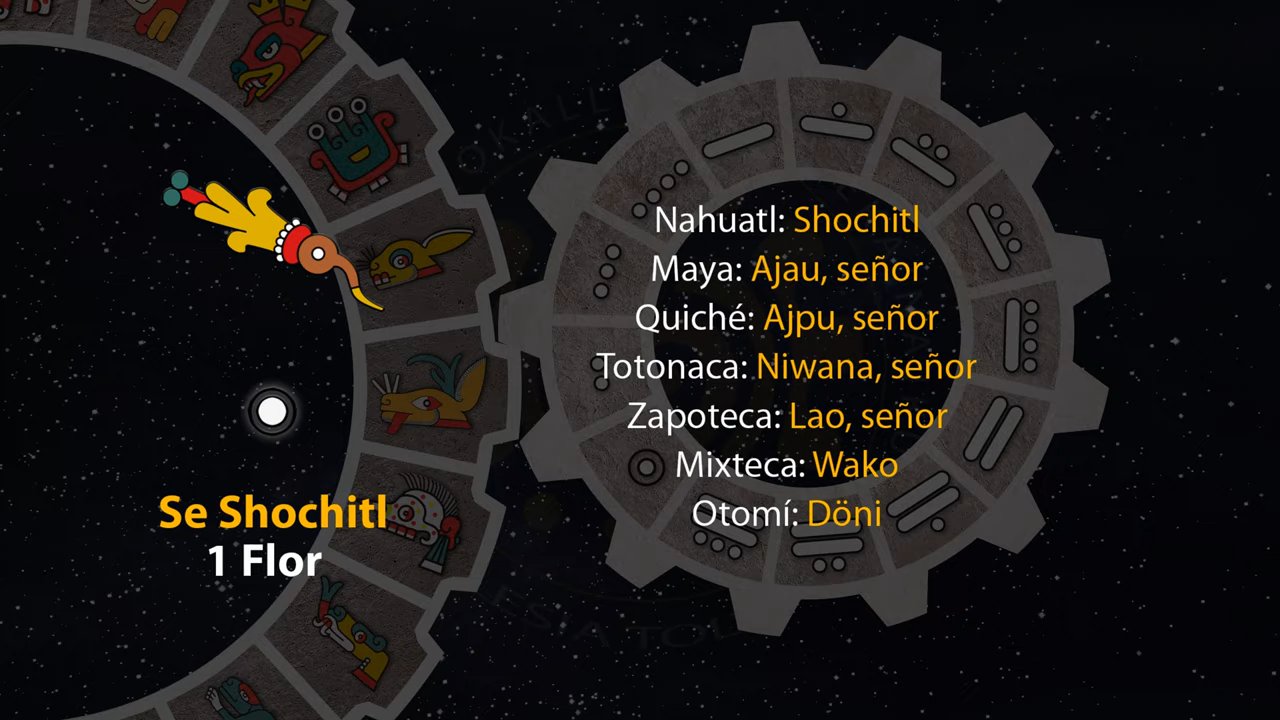 Nahuatl: Shochitl
Maya: Ajau, señor
Quiché: Ajpu, señor
Totonaca: Niwana, señor
Zapoteca: Lao, señor
Mixteca: Wako
Otomí: Döni
Se Shochitl
1 Flor